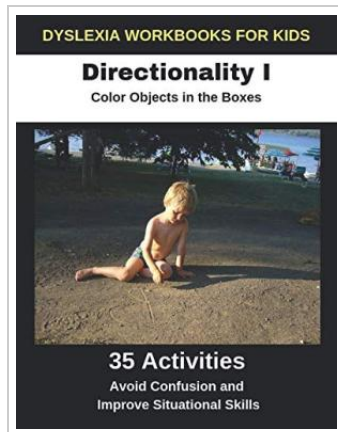 DYSLEXIA WORKBOOKS FOR KIDS
Directionality I
Color Objects in the Boxes
35 Activities
Avoid Confusion and
Improve Situational Skills